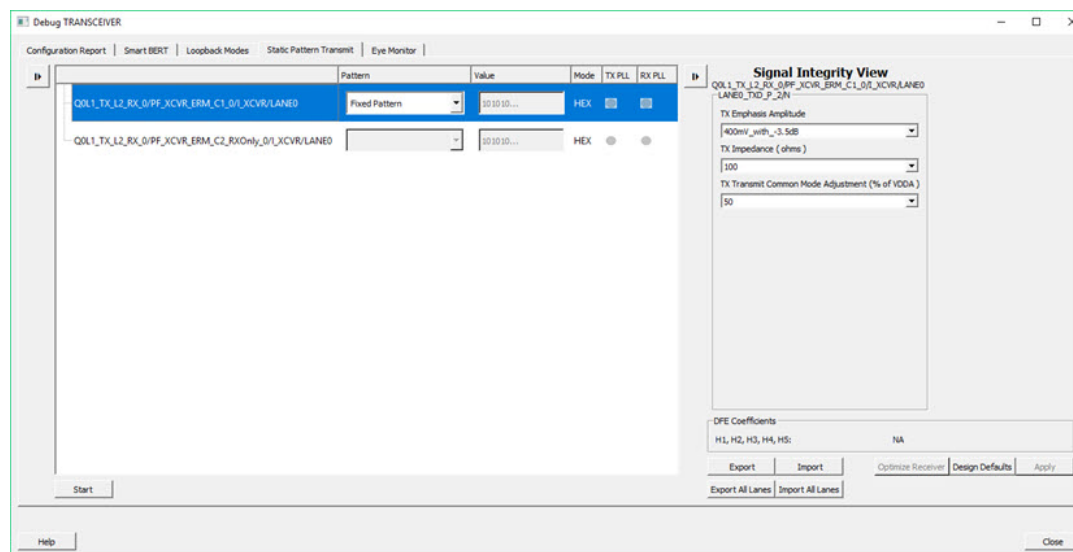 Debug TRANSCEIVER
Configuration Report | Smart BERT | Loopback Modes | Static Pattern Transmit | Eye Monitor
Pattern Value Mode TX PLL RX PLL
Q0L1_TX_L2_RX_0/PF_XCVR_ERM_C1_0/I_XCVR/LANE0 Fixed Pattern 101010... HEX
Q0L1_TX_L2_RX_0/PF_XCVR_ERM_C2_RXOnly_0/I_XCVR/LANE0 101010... HEX
Start
Signal Integrity View
Q0L1_TX_L2_RX_0/PF_XCVR_ERM_C1_0/I_XCVR/LANE0
LANE0_TXD_P_2/N
TX Emphasis Amplitude
400mV_with_-3.5dB
TX Impedance ( ohms )
100
TX Transmit Common Mode Adjustment (% of VDDA )
50
DFE Coefficients
H1, H2, H3, H4, H5: NA
Export Import Optimize Receiver Design Defaults Apply
Export All Lanes Import All Lanes
Help Close